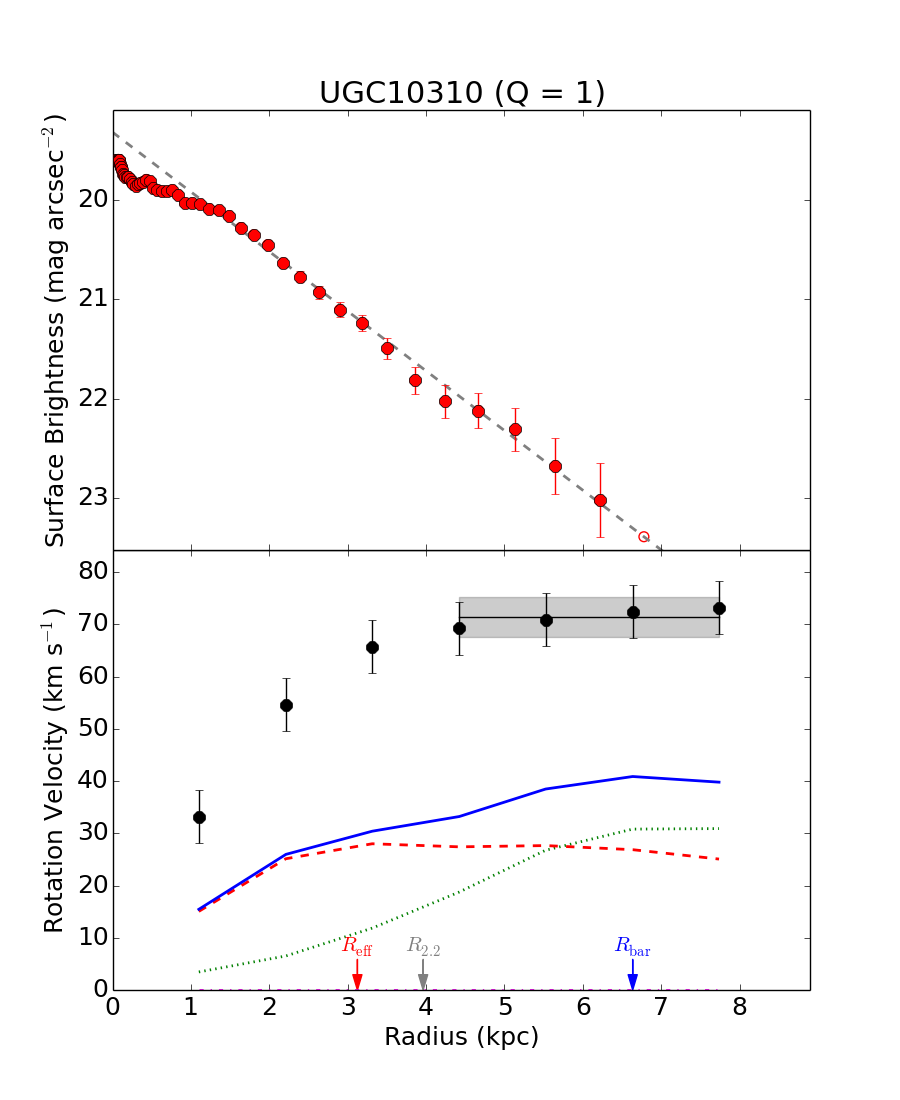 UGC10310 (Q = 1)
Surface Brightness (mag arcsec⁻²)
20
21
22
23
Rotation Velocity (km s⁻¹)
80
70
60
50
40
30
20
10
0
R_eff R_2.2 R_bar
0 1 2 3 4 5 6 7 8
Radius (kpc)